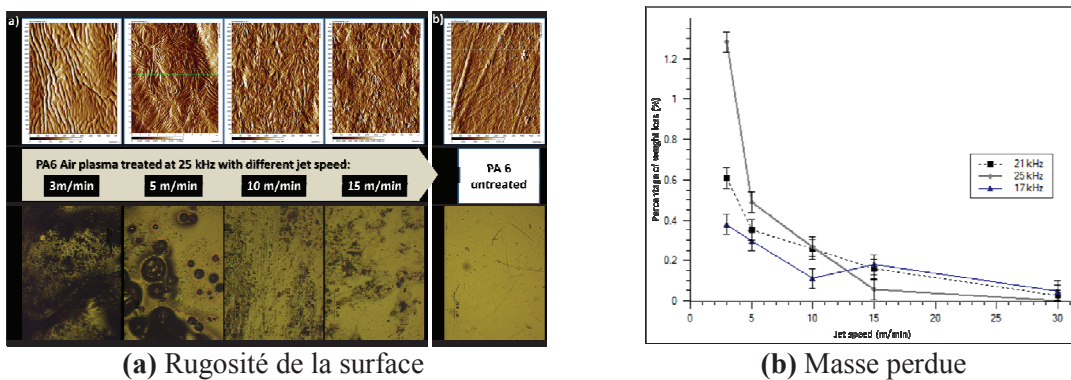 a)
b)
PA6 Air plasma treated at 25 kHz with different jet speed:
3m/min 5 m/min 10 m/min 15 m/min
PA 6
untreated
(a) Rugosité de la surface
Percentage of weight loss (%)
1.2
1
0.8
0.6
0.4
0.2
0
0 5 10 15 20 25 30
Jet speed (m/min)
21 kHz
25 kHz
17 kHz
(b) Masse perdue